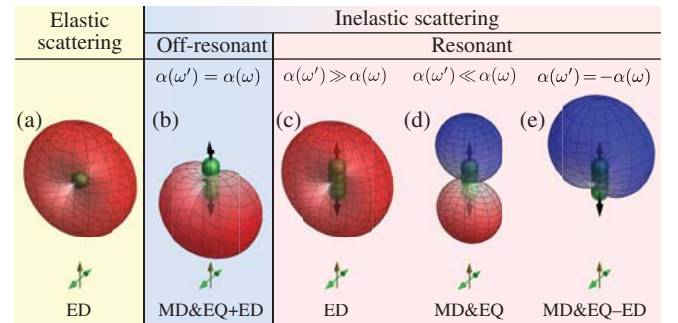 Elastic scattering
Inelastic scattering
Off-resonant
Resonant
α(ω′) = α(ω)
α(ω′) ≫ α(ω)
α(ω′) ≪ α(ω)
α(ω′) = −α(ω)
(a)
(b)
(c)
(d)
(e)
ED
MD&EQ+ED
ED
MD&EQ
MD&EQ–ED